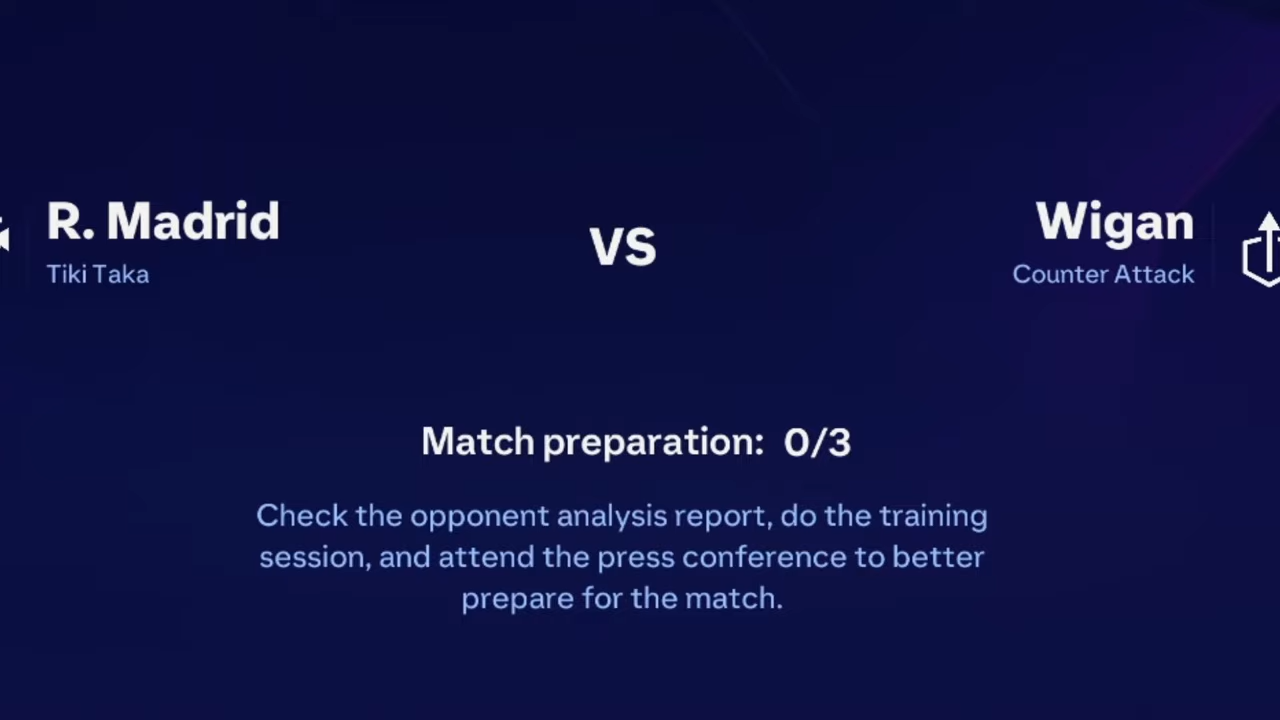 R. Madrid
Tiki Taka
VS
Wigan
Counter Attack
Match preparation: 0/3
Check the opponent analysis report, do the training
session, and attend the press conference to better
prepare for the match.